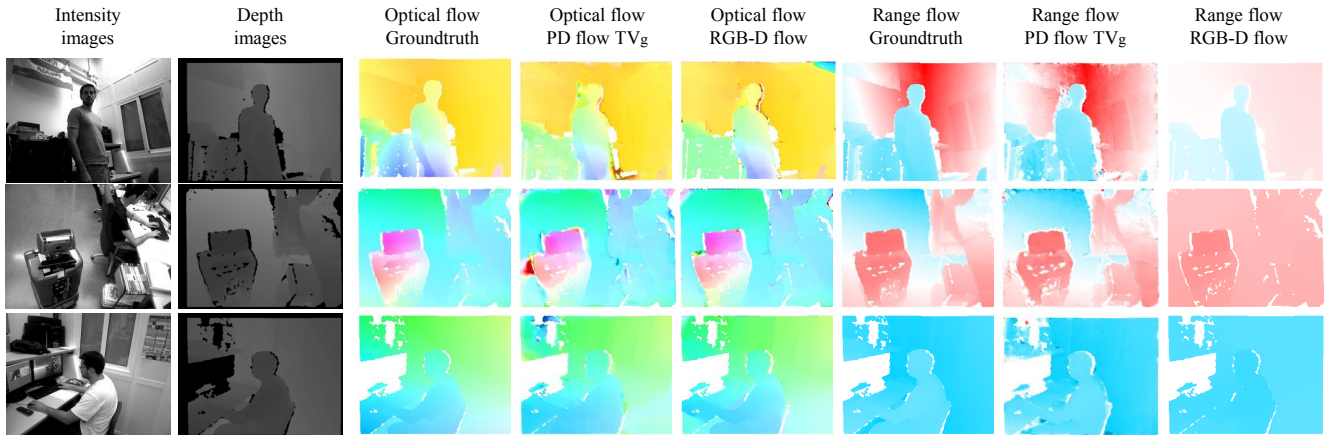 Intensity images
Depth images
Optical flow Groundtruth
Optical flow PD flow TVg
Optical flow RGB-D flow
Range flow Groundtruth
Range flow PD flow TVg
Range flow RGB-D flow